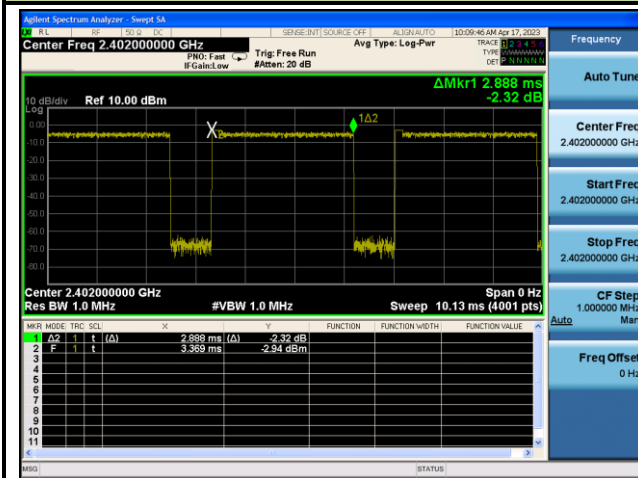 Agilent Spectrum Analyzer - Swept SA
RL RF 50 Ω DC SENSE:INT SOURCE OFF ALIGN AUTO 10:09:46 AM Apr 17, 2023
Center Freq 2.402000000 GHz Avg Type: Log-Pwr TRACE 1 2 3 4 5 6
PNO: Fast Trig: Free Run TYPE
IFGain:Low #Atten: 20 dB DET P N N N N N
Frequency
Auto Tune
Center Freq
2.402000000 GHz
Start Freq
2.402000000 GHz
Stop Freq
2.402000000 GHz
CF Step
1.000000 MHz
Auto Man
Freq Offset
0 Hz
ΔMkr1 2.888 ms
-2.32 dB
10 dB/div Ref 10.00 dBm
Log
0.00
-10.0
-20.0
-30.0
-40.0
-50.0
-60.0
-70.0
-80.0
X2
1Δ2
Center 2.402000000 GHz Span 0 Hz
Res BW 1.0 MHz #VBW 1.0 MHz Sweep 10.13 ms (4001 pts)
MKR MODE TRC SCL X Y FUNCTION FUNCTION WIDTH FUNCTION VALUE
1 Δ2 1 t (Δ) 2.888 ms (Δ) -2.32 dB
2 F 1 t 3.369 ms -2.94 dBm
3
4
5
6
7
8
9
10
11
MSG STATUS